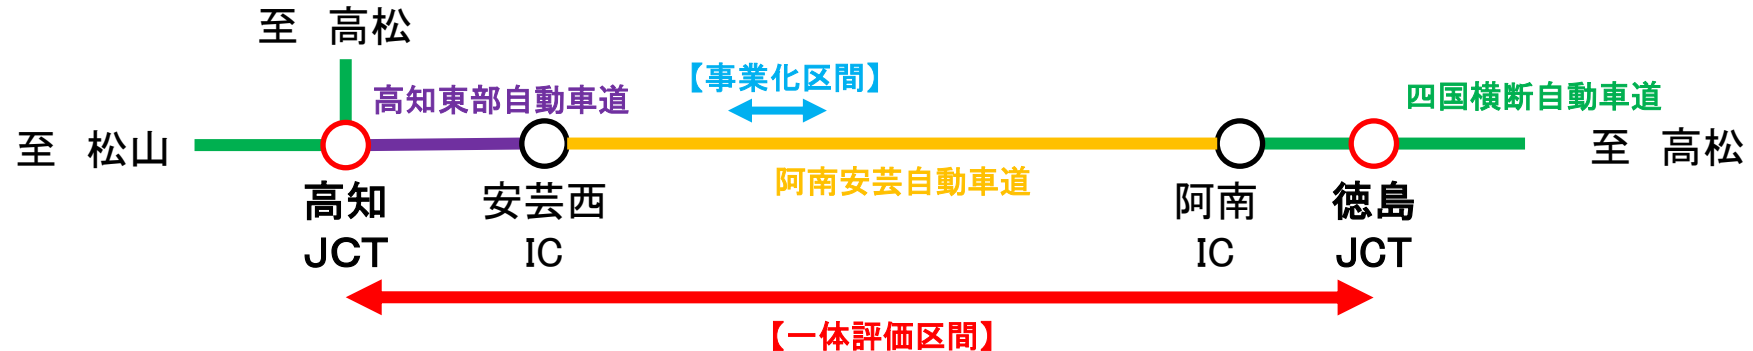 至 高松
【事業化区間】
高知東部自動車道
四国横断自動車道
至 松山
至 高松
阿南安芸自動車道
高知
JCT
安芸西
IC
阿南
IC
徳島
JCT
【一体評価区間】